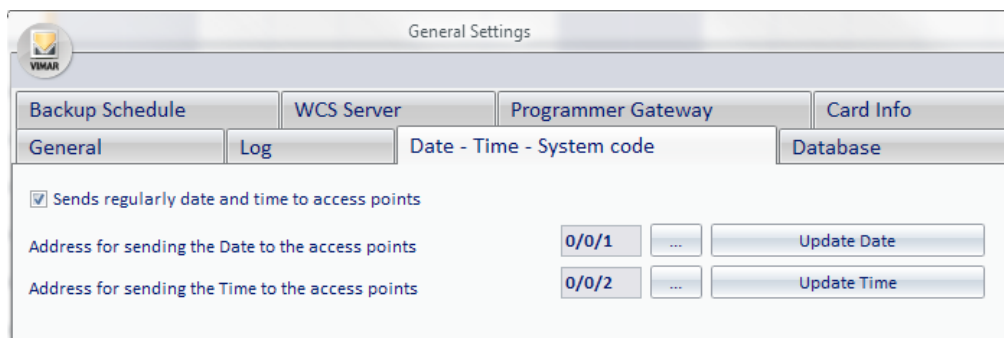 General Settings
VIMAR
Backup Schedule WCS Server Programmer Gateway Card Info
General Log Date - Time - System code Database
Sends regularly date and time to access points
Address for sending the Date to the access points 0/0/1 ... Update Date
Address for sending the Time to the access points 0/0/2 ... Update Time